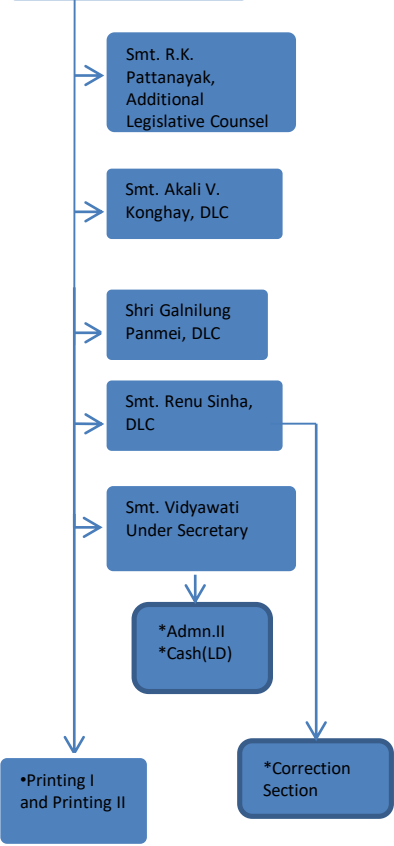 Smt. R.K.
Pattanayak,
Additional
Legislative Counsel
Smt. Akali V.
Konghay, DLC
Shri Galnilung
Panmei, DLC
Smt. Renu Sinha,
DLC
Smt. Vidyawati
Under Secretary
*Admn.II
*Cash(LD)
*Correction
Section
•Printing I
and Printing II